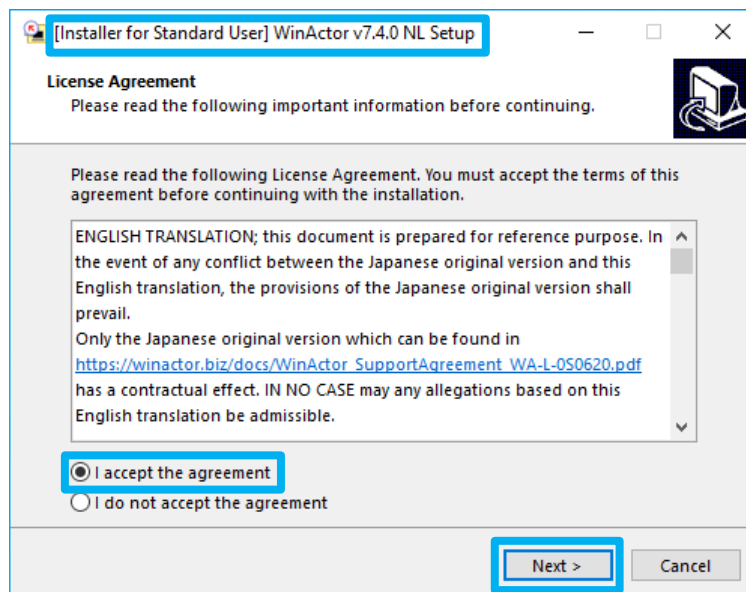 [Installer for Standard User] WinActor v7.4.0 NL Setup
License Agreement
Please read the following important information before continuing.
Please read the following License Agreement. You must accept the terms of this
agreement before continuing with the installation.
ENGLISH TRANSLATION; this document is prepared for reference purpose. In
the event of any conflict between the Japanese original version and this
English translation, the provisions of the Japanese original version shall
prevail.
Only the Japanese original version which can be found in
https://winactor.biz/docs/WinActor_SupportAgreement_WA-L-0S0620.pdf
has a contractual effect. IN NO CASE may any allegations based on this
English translation be admissible.
I accept the agreement
I do not accept the agreement
Next >
Cancel